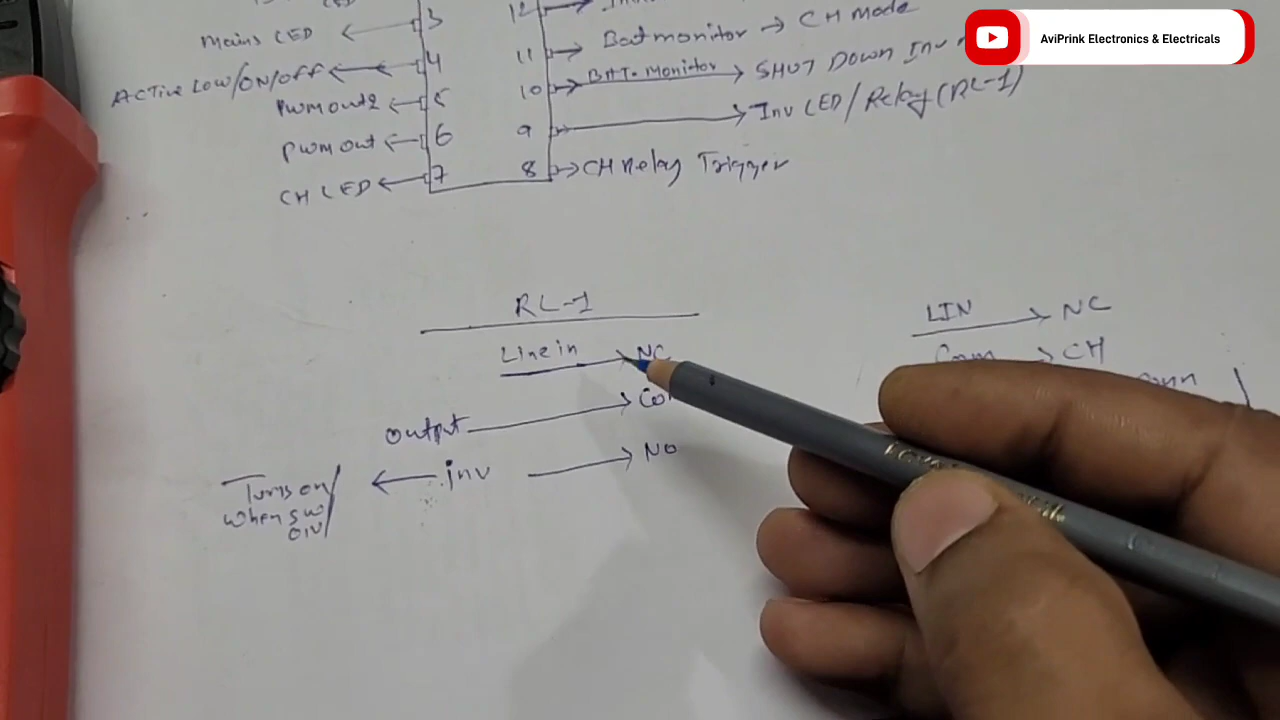 LED
12
Mains LED
3
11
Batmonitor → CH Mode
ACTIVE LOW/ON/OFF
4
10
BATT. Monitor
SHUT DOWN Inv
PWM out2
5
9
Inv LED / Relay (RL-1)
PWM out
6
8
CH Relay Trigger
CH LED
7
RL-1
Line in → NC
Output → Co
Turns on
when sw
ON
← inv → NO
LIN → NC
Com → CH
AviPrink Electronics & Electricals